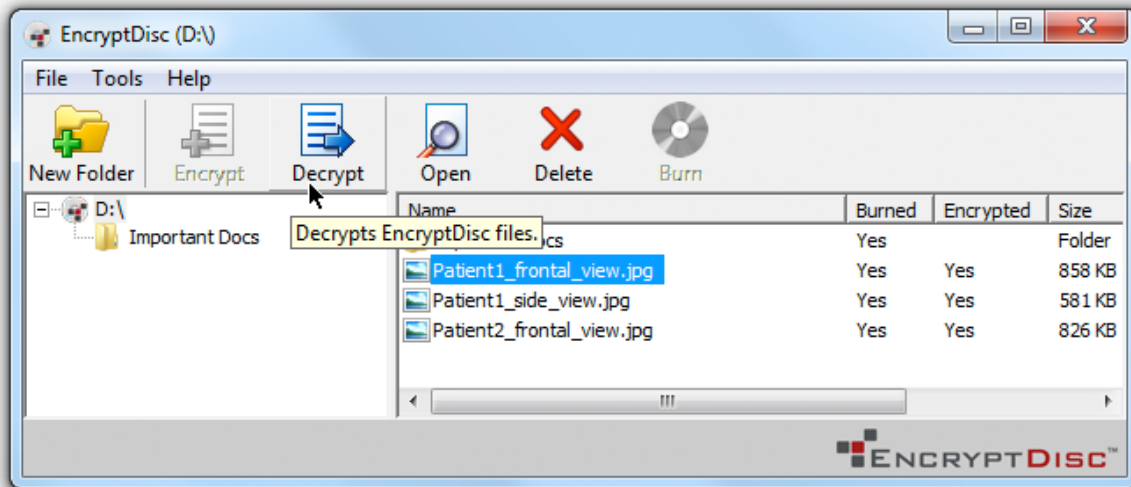 EncryptDisc (D:\)
File Tools Help
New Folder Encrypt Decrypt Open Delete Burn
D:\
Important Docs
Decrypts EncryptDisc files.
Name Burned Encrypted Size
ocs Yes Folder
Patient1_frontal_view.jpg Yes Yes 858 KB
Patient1_side_view.jpg Yes Yes 581 KB
Patient2_frontal_view.jpg Yes Yes 826 KB
ENCRYPTDISC™